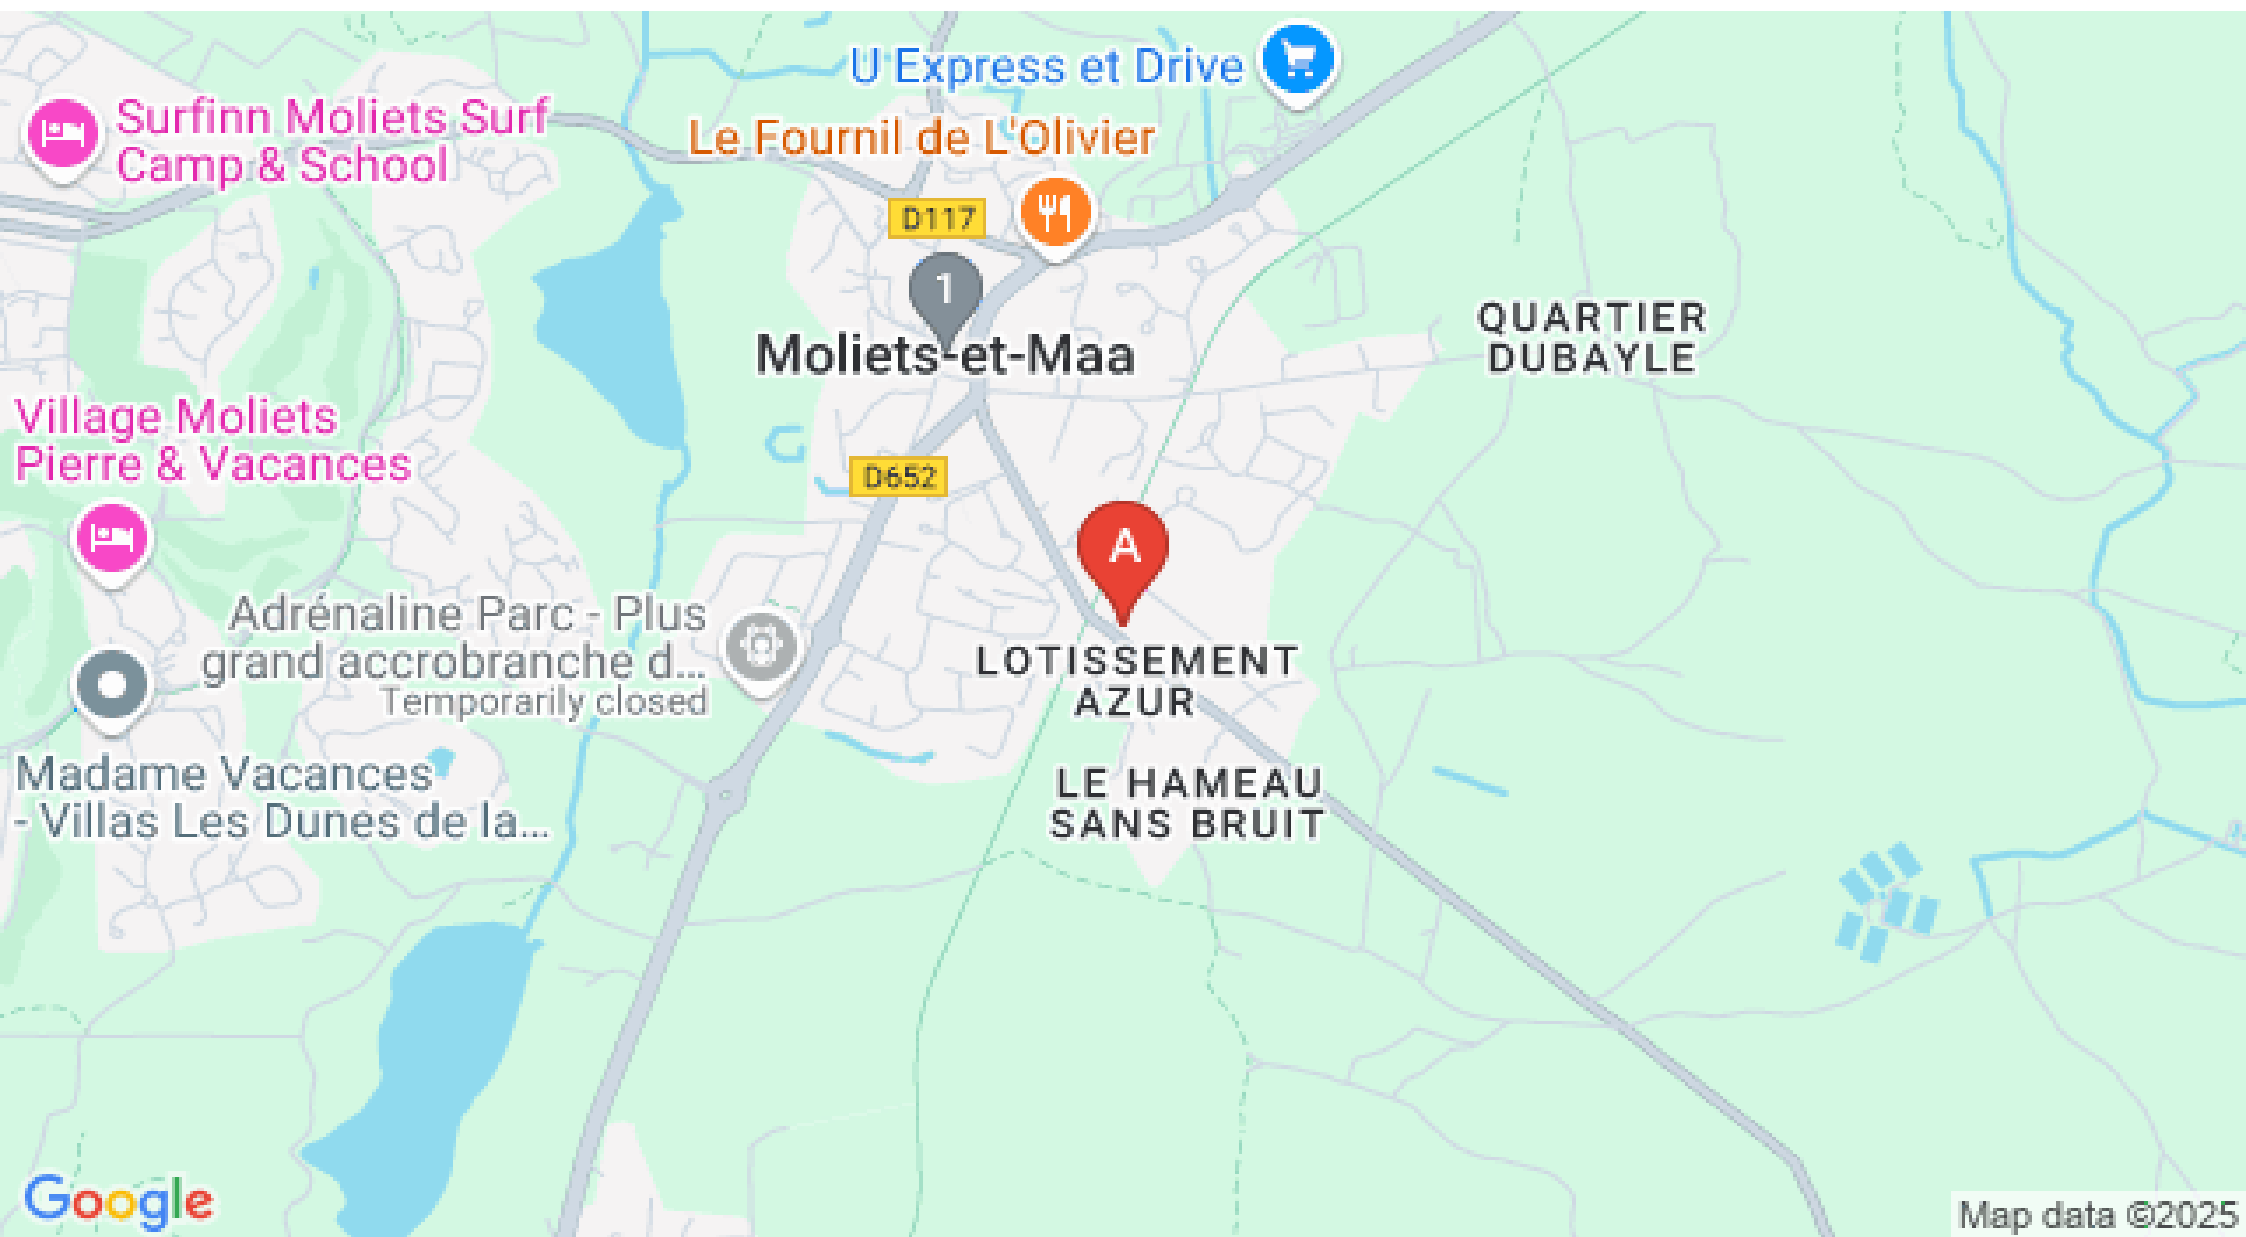 U Express et Drive
Surfinn Moliets Surf
Camp & School
Le Fournil de L'Olivier
D117
1
Moliets-et-Maa
QUARTIER
DUBAYLE
Village Moliets
Pierre & Vacances
D652
A
Adrénaline Parc - Plus
grand accrobranche d...
Temporarily closed
LOTISSEMENT
AZUR
Madame Vacances
- Villas Les Dunes de la...
LE HAMEAU
SANS BRUIT
Google
Map data ©2025